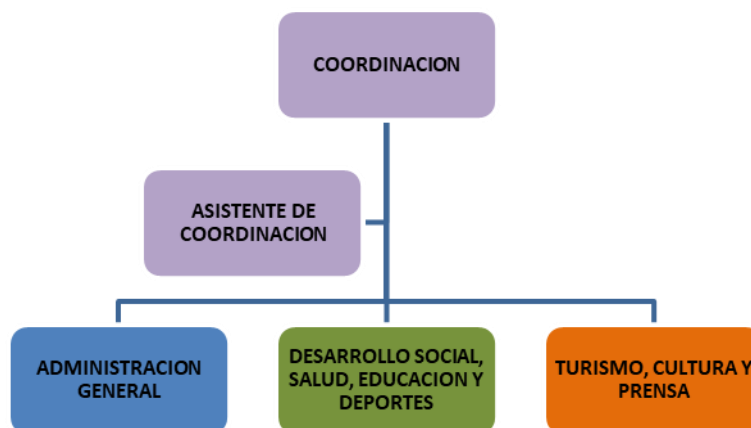 COORDINACION
ASISTENTE DE
COORDINACION
ADMINISTRACION
GENERAL
DESARROLLO SOCIAL,
SALUD, EDUCACION Y
DEPORTES
TURISMO, CULTURA Y
PRENSA